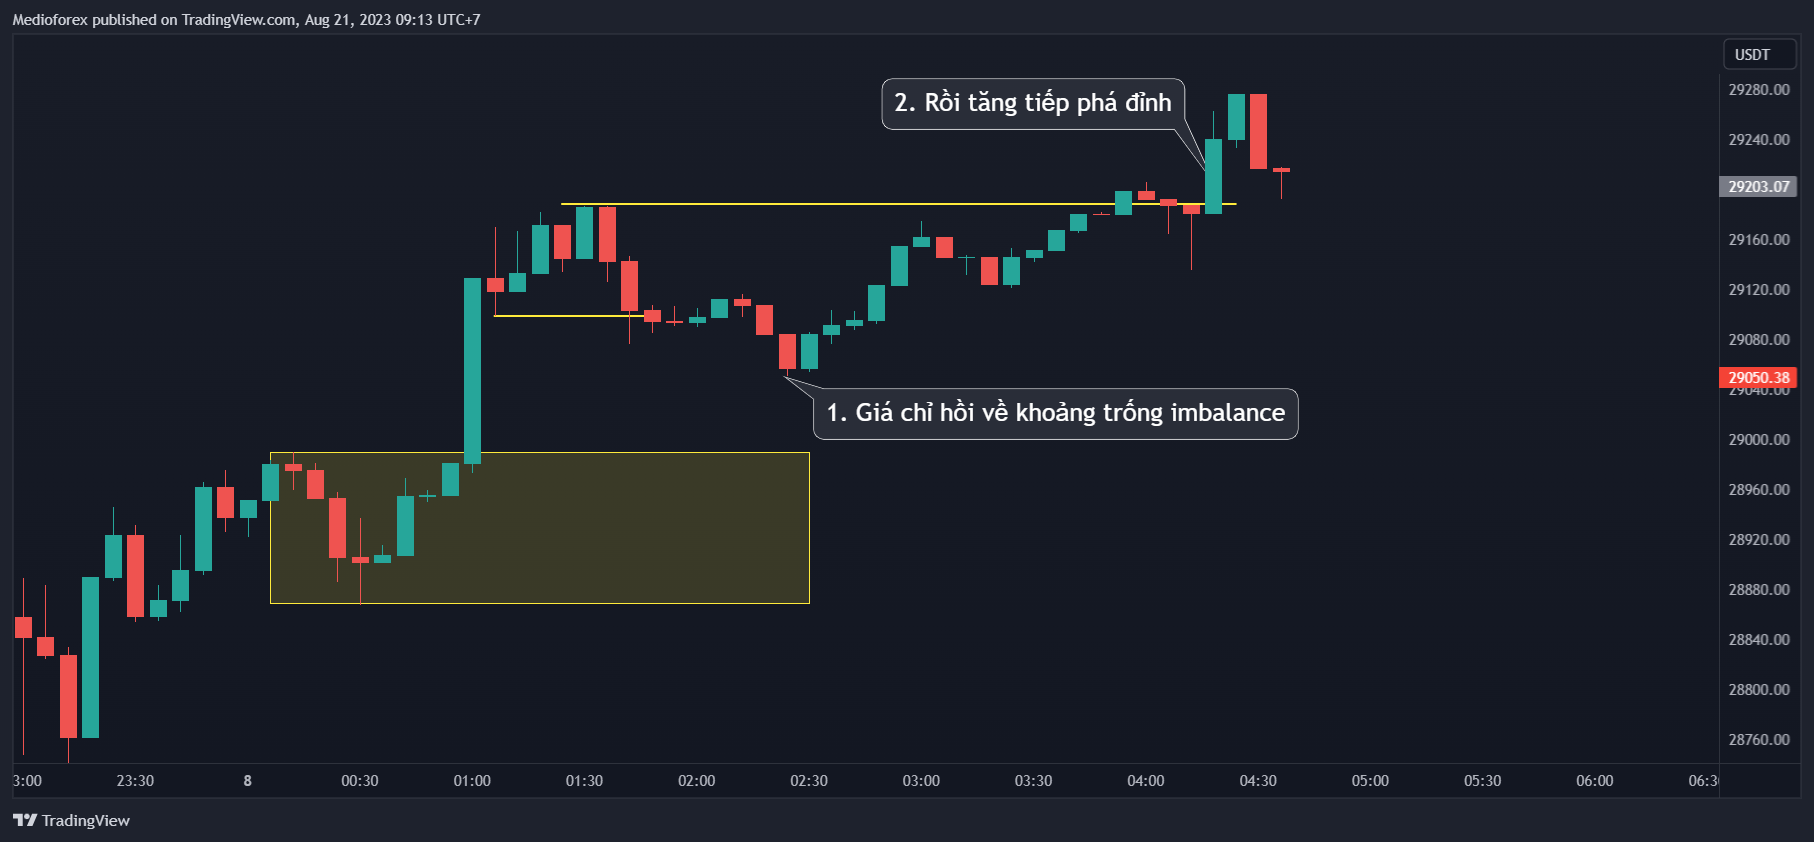 Medioforex published on TradingView.com, Aug 21, 2023 09:13 UTC+7
USDT
2. Rồi tăng tiếp phá đỉnh
29280.00
29240.00
29203.07
29160.00
29120.00
29080.00
29050.38
29040.00
1. Giá chỉ hồi về khoảng trống imbalance
29000.00
28960.00
28920.00
28880.00
28840.00
28800.00
28760.00
3:00 23:30 8 00:30 01:00 01:30 02:00 02:30 03:00 03:30 04:00 04:30 05:00 05:30 06:00 06:3
TradingView